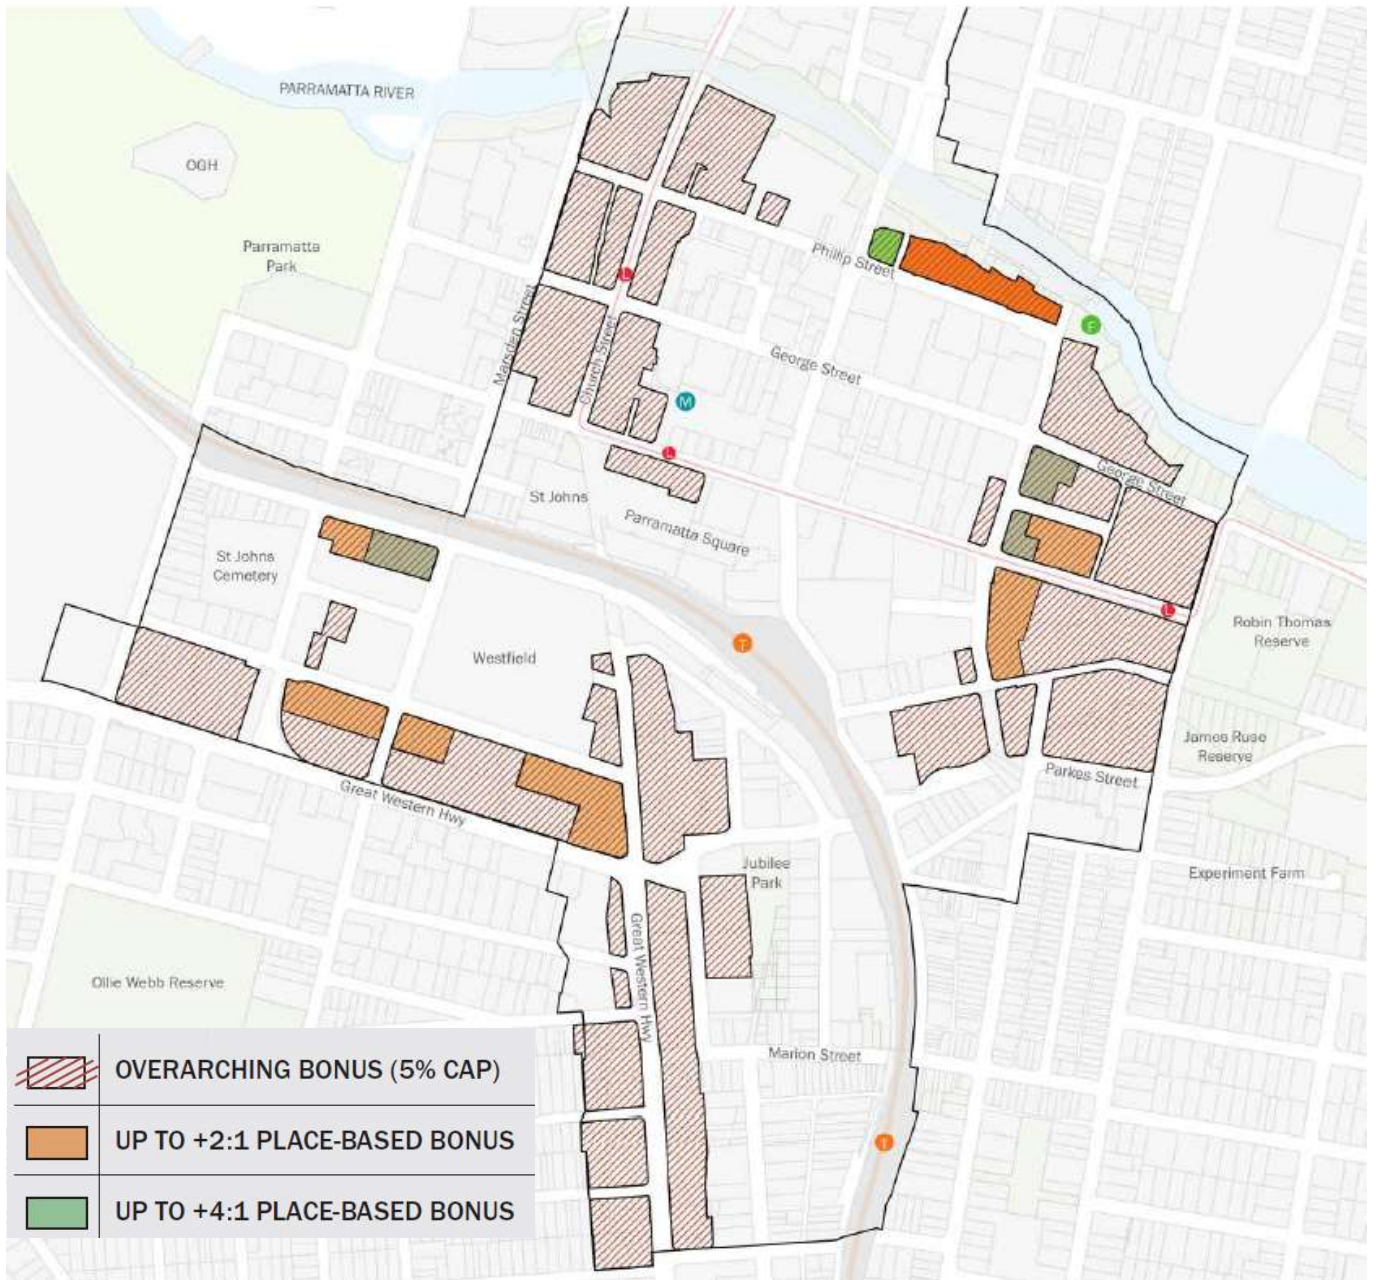 PARRAMATTA RIVER
OGH
Parramatta
Park
Phillip Street
F
L
Marsden Street
Church Street
George Street
M
L
George Street
St Johns
Parramatta Square
St Johns
Cemetery
L
Robin Thomas
Reserve
T
Westfield
James Ruse
Reserve
Parkes Street
Great Western Hwy
Jubilee
Park
Experiment Farm
Great Western Hwy
Ollie Webb Reserve
Marion Street
T
OVERARCHING BONUS (5% CAP)
UP TO +2:1 PLACE-BASED BONUS
UP TO +4:1 PLACE-BASED BONUS